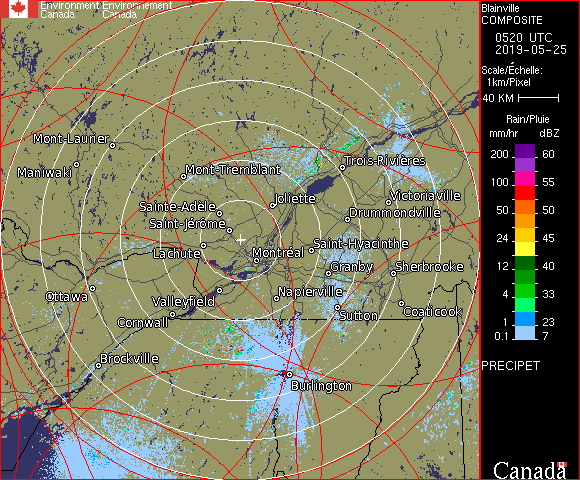 Environment Environnement
Canada Canada
Blainville
COMPOSITE
0520 UTC
2019-05-25
Scale/Échelle:
1km/Pixel
40 KM
Rain/Pluie
mm/hr dBZ
200 60
150 57
100 55
50 50
24 45
12 40
4 33
1 23
0.1 7
PRECIPET
Canada
Mont-Laurier
Maniwaki
Mont-Tremblant
Trois-Rivières
Joliette
Victoriaville
Sainte-Adèle
Drummondville
Saint-Jérôme
Saint-Hyacinthe
Lachute
Montréal
Granby
Sherbrooke
Ottawa
Valleyfield
Napierville
Sutton
Coaticook
Cornwall
Brockville
Burlington